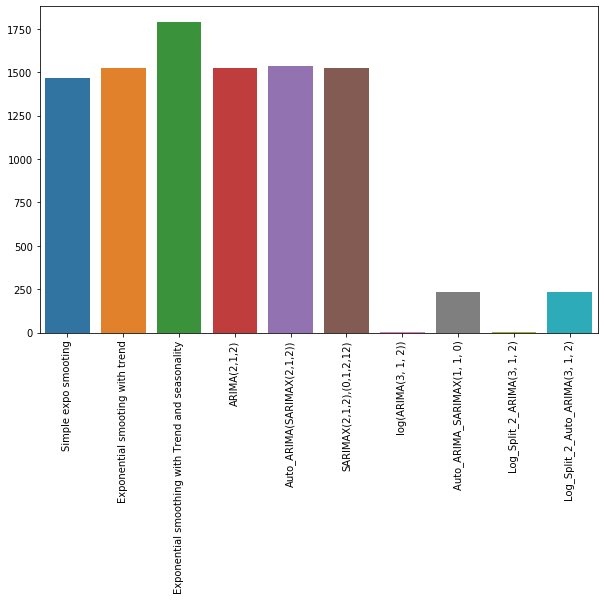 1750
1500
1250
1000
750
500
250
0
Simple expo smooting
Exponential smooting with trend
Exponential smoothing with Trend and seasonality
ARIMA(2,1,2)
Auto_ARIMA(SARIMAX(2,1,2))
SARIMAX(2,1,2),(0,1,2,12)
log(ARIMA(3, 1, 2))
Auto_ARIMA_SARIMAX(1, 1, 0)
Log_Split_2_ARIMA(3, 1, 2)
Log_Split_2_Auto_ARIMA(3, 1, 2)